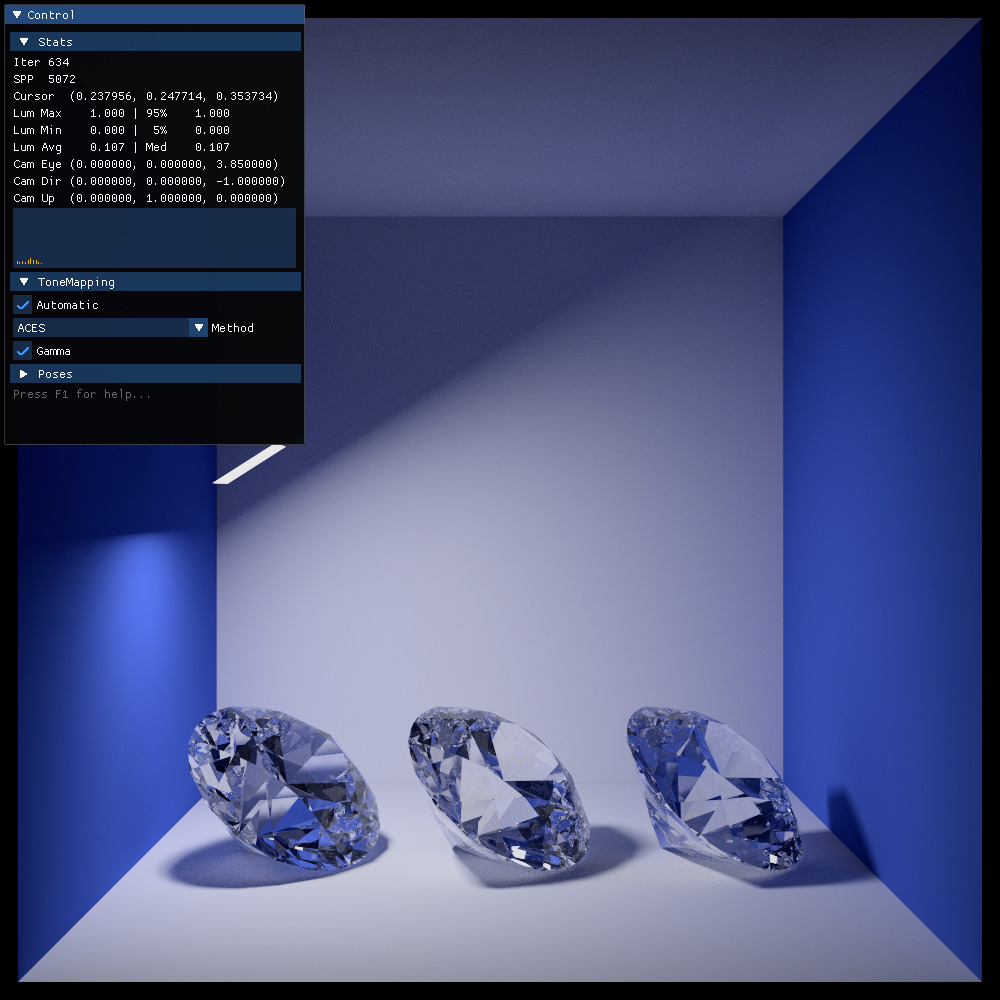 Control
Stats
Iter 634
SPP 5072
Cursor (0.237956, 0.247714, 0.353734)
Lum Max 1.000 | 95% 1.000
Lum Min 0.000 | 5% 0.000
Lum Avg 0.107 | Med 0.107
Cam Eye (0.000000, 0.000000, 3.850000)
Cam Dir (0.000000, 0.000000, -1.000000)
Cam Up (0.000000, 1.000000, 0.000000)
ToneMapping
Automatic
ACES Method
Gamma
Poses
Press F1 for help...